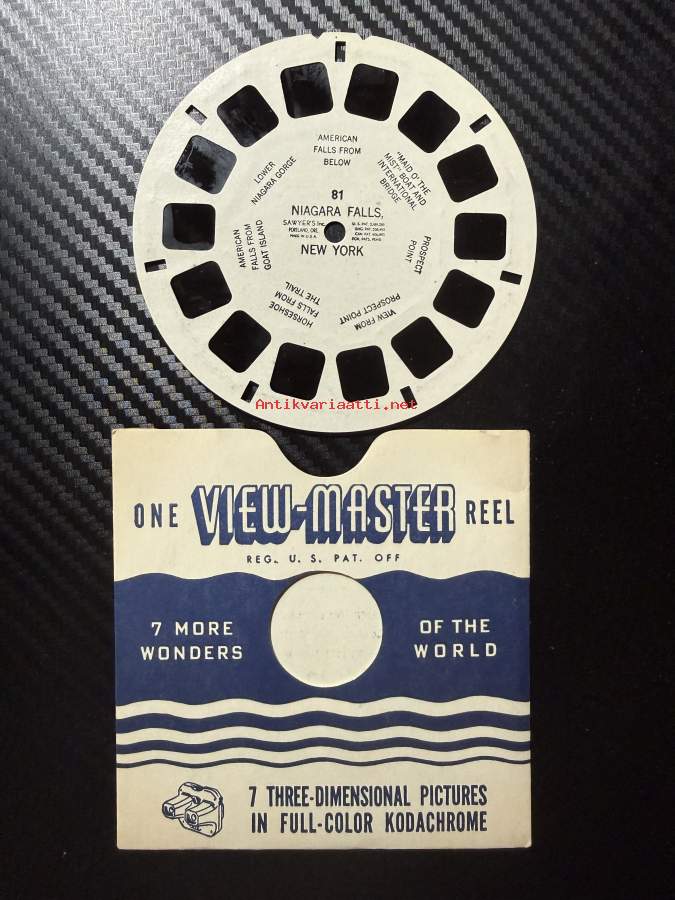 AMERICAN
FALLS FROM
BELOW
"MAID O' THE
MIST" BOAT AND
INTERNATIONAL
BRIDGE
PROSPECT
POINT
VIEW FROM
PROSPECT POINT
HORSESHOE
FALLS FROM
THE TRAIL
AMERICAN
FALLS FROM
GOAT ISLAND
LOWER
NIAGARA GORGE
81
NIAGARA FALLS,
SAWYER'S Inc.
PORTLAND, ORE.
MADE IN U.S.A.
NEW YORK
Antikvariaatti.net
ONE VIEW-MASTER REEL
REG. U. S. PAT. OFF
7 MORE
WONDERS
OF THE
WORLD
7 THREE-DIMENSIONAL PICTURES
IN FULL-COLOR KODACHROME